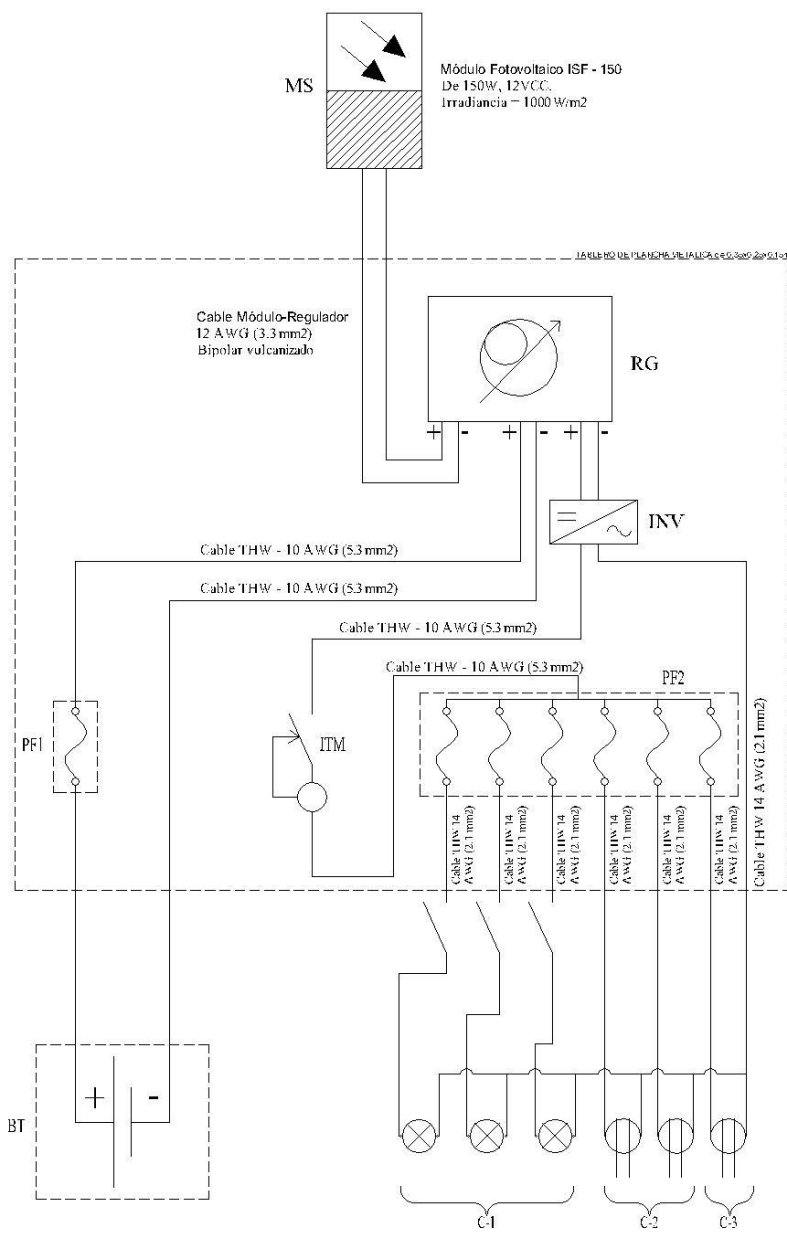 MS
Módulo Fotovoltaico ISF - 150
De 150W, 12VCC.
Irradiancia = 1000 W/m2
TABLERO DE PLANCHA METALICA
Cable Módulo-Regulador
12 AWG (3.3 mm2)
Bipolar vulcanizado
RG
+ - + - + -
INV
Cable THW - 10 AWG (5.3 mm2)
Cable THW - 10 AWG (5.3 mm2)
Cable THW - 10 AWG (5.3 mm2)
Cable THW - 10 AWG (5.3 mm2)
PF2
PF1
ITM
Cable THW 14 AWG (2.1 mm2)
Cable THW 14
AWG (2.1 mm2)
Cable THW 14
AWG (2.1 mm2)
Cable THW 14
AWG (2.1 mm2)
Cable THW 14
AWG (2.1 mm2)
Cable THW 14
AWG (2.1 mm2)
Cable THW 14
AWG (2.1 mm2)
BT
+ -
C-1
C-2
C-3